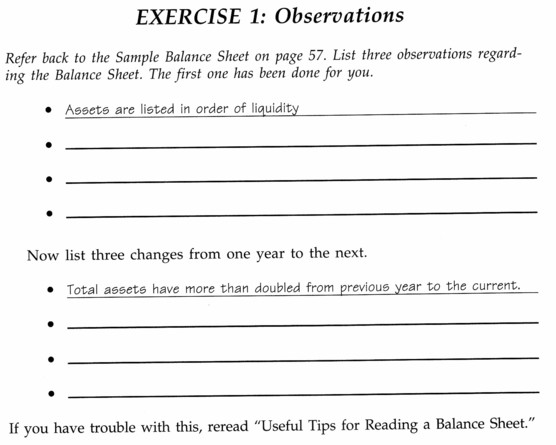 EXERCISE 1: Observations
Refer back to the Sample Balance Sheet on page 57. List three observations regard-
ing the Balance Sheet. The first one has been done for you.
• Assets are listed in order of liquidity
•
•
•
Now list three changes from one year to the next.
• Total assets have more than doubled from previous year to the current.
•
•
•
If you have trouble with this, reread “Useful Tips for Reading a Balance Sheet.”